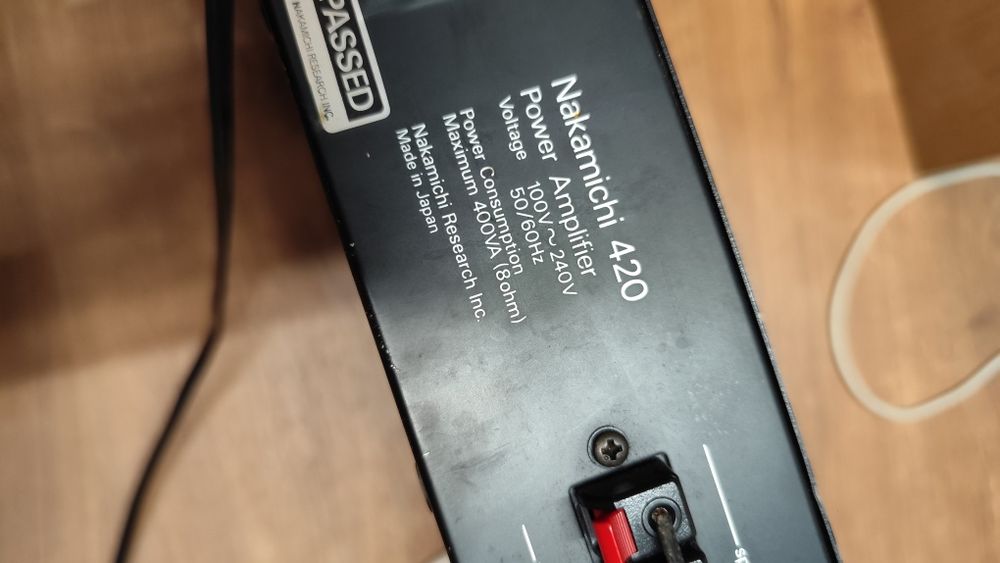 PASSED
NAKAMICHI RESEARCH INC.
Nakamichi 420
Power Amplifier
Voltage 100V~240V
50/60Hz
Power Consumption
Maximum 400VA (8ohm)
Nakamichi Research Inc.
Made in Japan